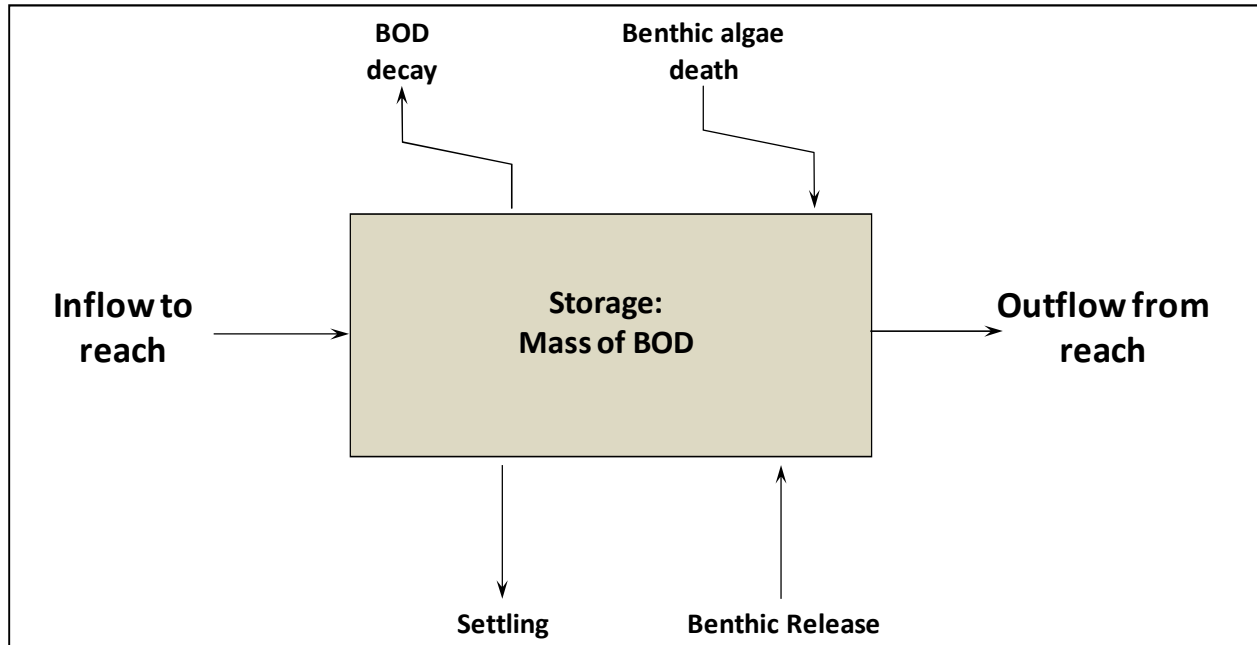 BOD
decay
Benthic algae
death
Inflow to
reach
Storage:
Mass of BOD
Outflow from
reach
Settling
Benthic Release